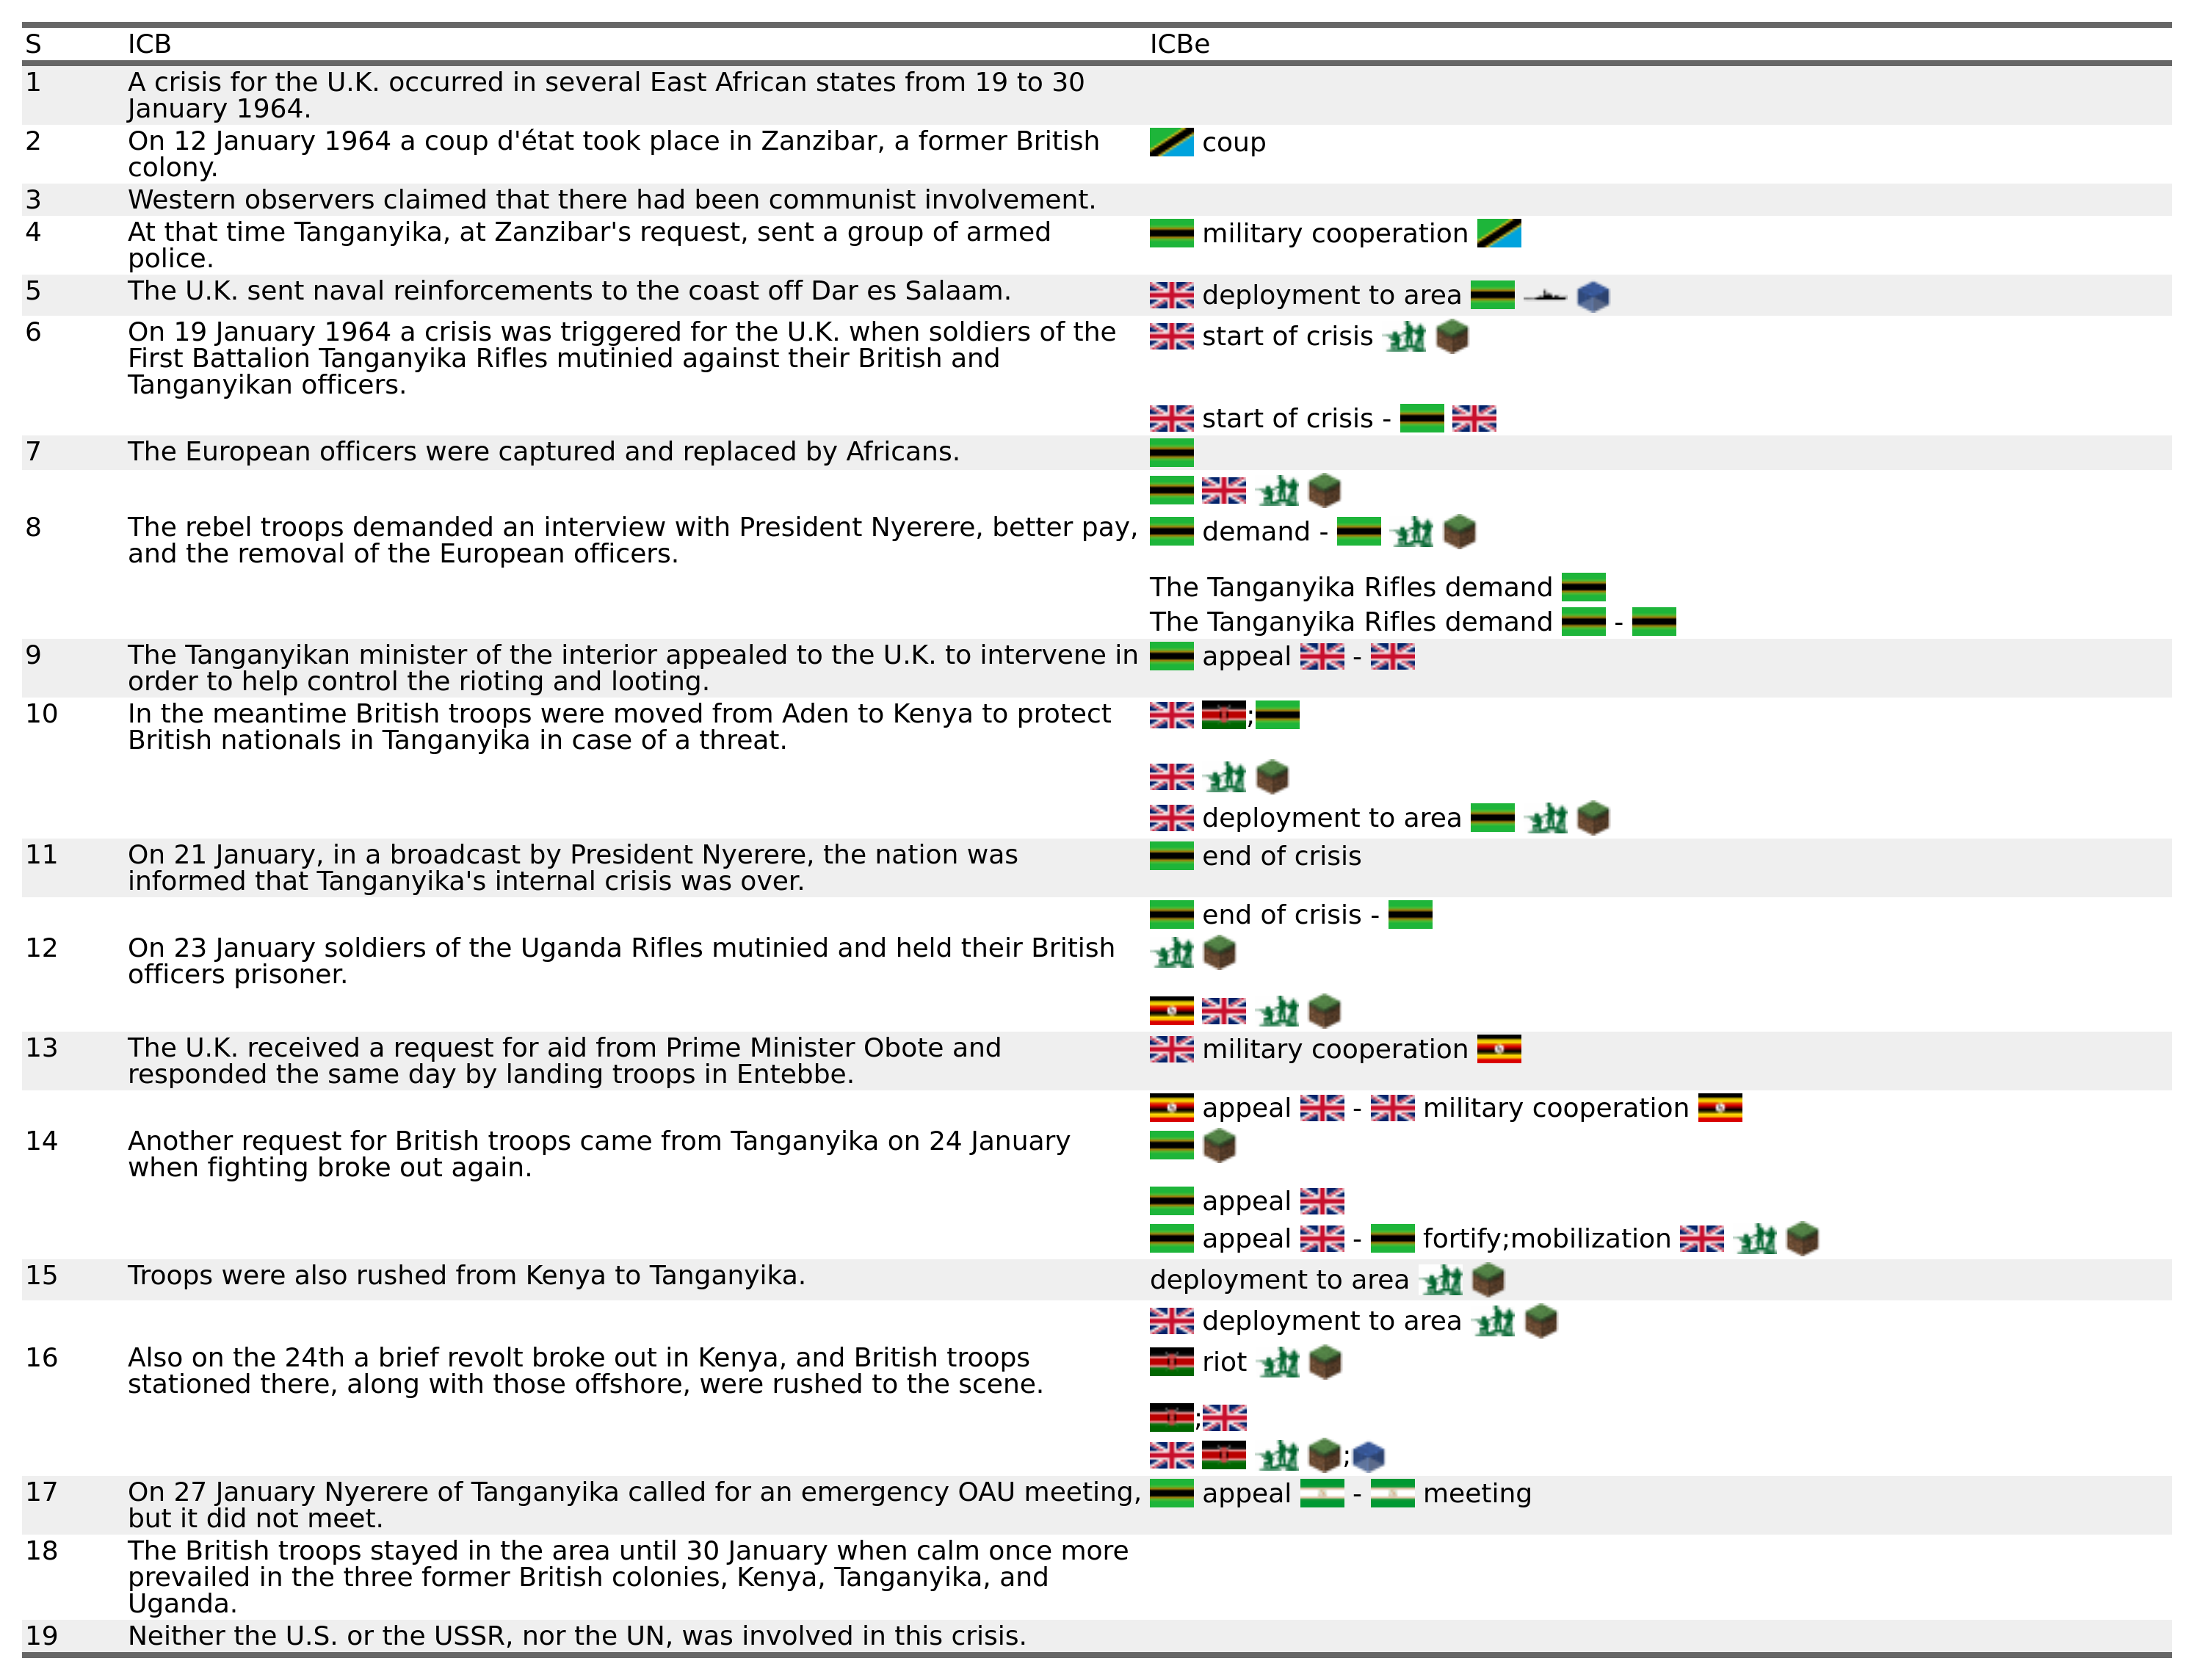 S ICB ICBe
1 A crisis for the U.K. occurred in several East African states from 19 to 30
January 1964.
2 On 12 January 1964 a coup d'état took place in Zanzibar, a former British coup
colony.
3 Western observers claimed that there had been communist involvement.
4 At that time Tanganyika, at Zanzibar's request, sent a group of armed military cooperation
police.
5 The U.K. sent naval reinforcements to the coast off Dar es Salaam. deployment to area
6 On 19 January 1964 a crisis was triggered for the U.K. when soldiers of the start of crisis
First Battalion Tanganyika Rifles mutinied against their British and
Tanganyikan officers.
start of crisis -
7 The European officers were captured and replaced by Africans.
8 The rebel troops demanded an interview with President Nyerere, better pay, demand -
and the removal of the European officers.
The Tanganyika Rifles demand
The Tanganyika Rifles demand -
9 The Tanganyikan minister of the interior appealed to the U.K. to intervene in appeal -
order to help control the rioting and looting.
10 In the meantime British troops were moved from Aden to Kenya to protect ;
British nationals in Tanganyika in case of a threat.
deployment to area
11 On 21 January, in a broadcast by President Nyerere, the nation was end of crisis
informed that Tanganyika's internal crisis was over.
end of crisis -
12 On 23 January soldiers of the Uganda Rifles mutinied and held their British
officers prisoner.
13 The U.K. received a request for aid from Prime Minister Obote and military cooperation
responded the same day by landing troops in Entebbe.
appeal - military cooperation
14 Another request for British troops came from Tanganyika on 24 January
when fighting broke out again.
appeal
appeal - fortify;mobilization
15 Troops were also rushed from Kenya to Tanganyika. deployment to area
deployment to area
16 Also on the 24th a brief revolt broke out in Kenya, and British troops riot
stationed there, along with those offshore, were rushed to the scene.
;
;
17 On 27 January Nyerere of Tanganyika called for an emergency OAU meeting, appeal - meeting
but it did not meet.
18 The British troops stayed in the area until 30 January when calm once more
prevailed in the three former British colonies, Kenya, Tanganyika, and
Uganda.
19 Neither the U.S. or the USSR, nor the UN, was involved in this crisis.